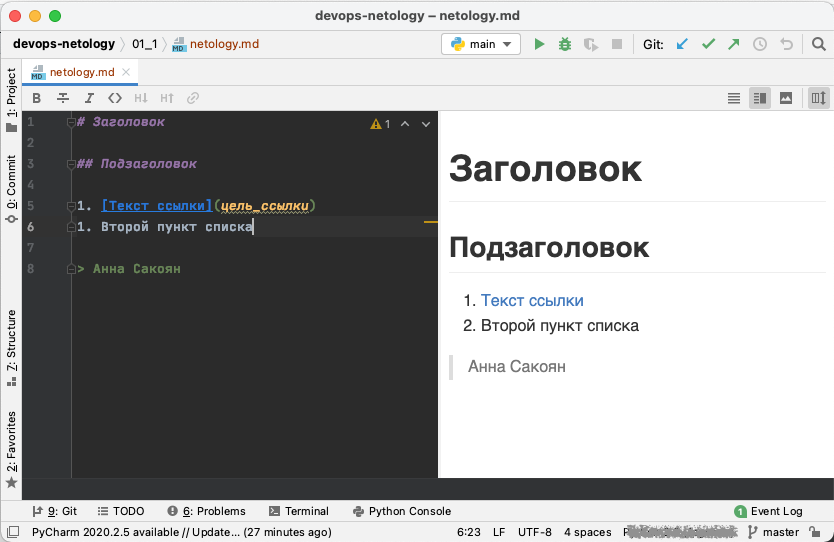 devops-netology – netology.md
devops-netology 01_1 netology.md main Git:
netology.md
1: Project
0: Commit
7: Structure
2: Favorites
B I <> H↓ H↑
1
1 # Заголовок
2
3 ## Подзаголовок
4
5 1. [Текст ссылки](цель_ссылки)
6 1. Второй пункт списка
7
8 > Анна Сакоян
Заголовок
Подзаголовок
1. Текст ссылки
2. Второй пункт списка
Анна Сакоян
9: Git TODO 6: Problems Terminal Python Console 1 Event Log
PyCharm 2020.2.5 available // Update... (27 minutes ago) 6:23 LF UTF-8 4 spaces master